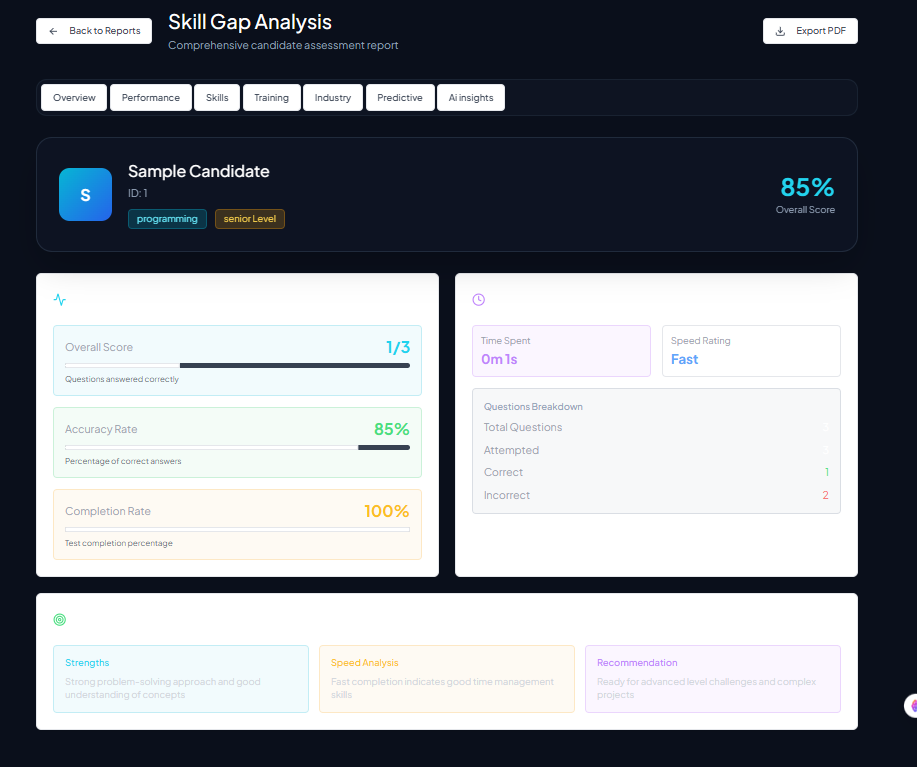 Back to Reports
Skill Gap Analysis
Comprehensive candidate assessment report
Export PDF
Overview
Performance
Skills
Training
Industry
Predictive
Ai insights
S
Sample Candidate
ID: 1
programming
senior Level
85%
Overall Score
Overall Score
1/3
Questions answered correctly
Accuracy Rate
85%
Percentage of correct answers
Completion Rate
100%
Test completion percentage
Time Spent
0m 1s
Speed Rating
Fast
Questions Breakdown
Total Questions
Attempted
Correct
1
Incorrect
2
Strengths
Strong problem-solving approach and good
understanding of concepts
Speed Analysis
Fast completion indicates good time management
skills
Recommendation
Ready for advanced level challenges and complex
projects